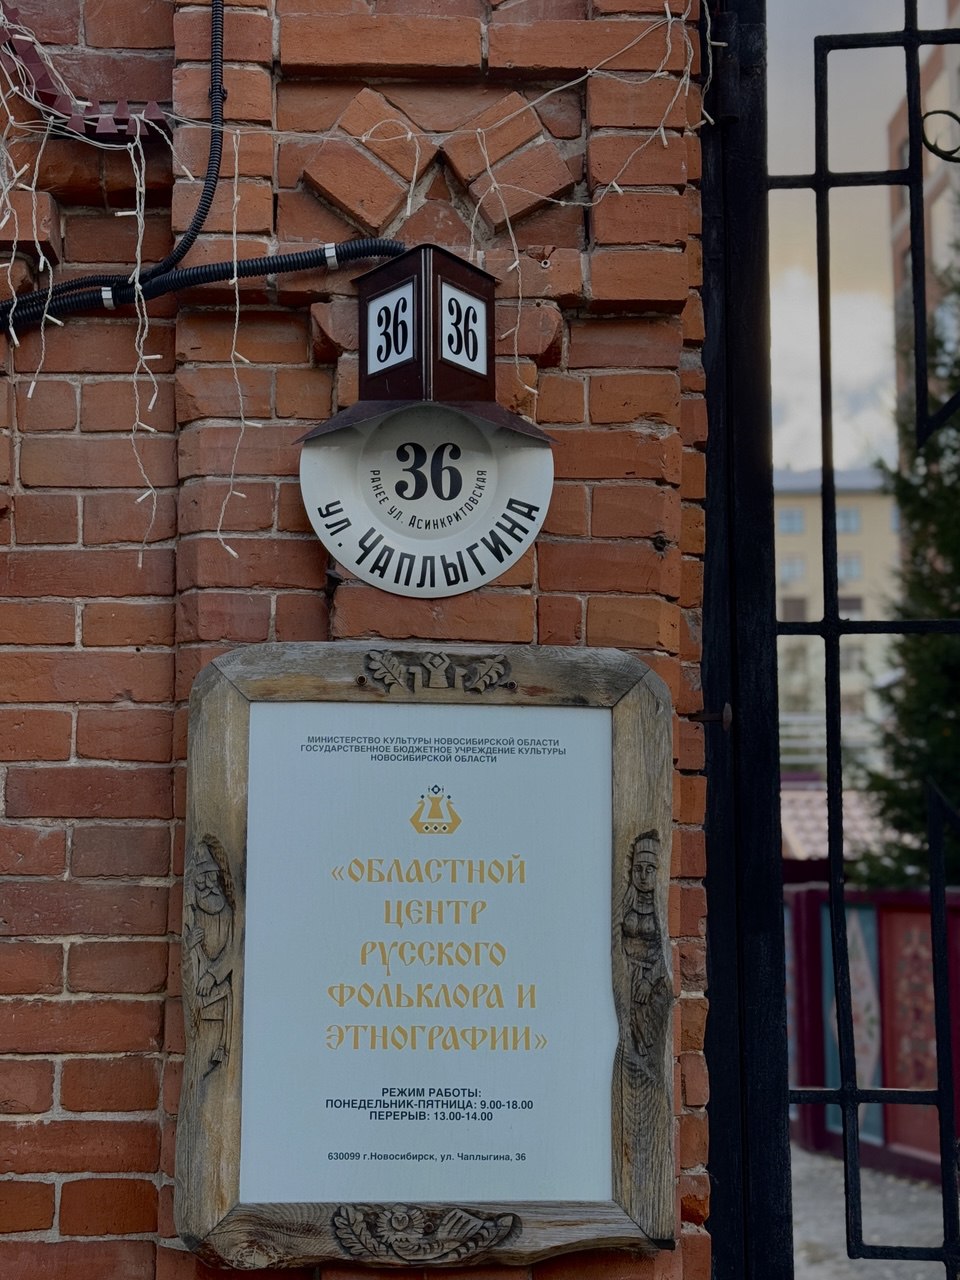 36 36
36
РАНЕЕ УЛ. АСИНКРИТОВСКАЯ
УЛ. ЧАПЛЫГИНА
МИНИСТЕРСТВО КУЛЬТУРЫ НОВОСИБИРСКОЙ ОБЛАСТИ
ГОСУДАРСТВЕННОЕ БЮДЖЕТНОЕ УЧРЕЖДЕНИЕ КУЛЬТУРЫ
НОВОСИБИРСКОЙ ОБЛАСТИ
«ОБЛАСТНОЙ
ЦЕНТР
РУССКОГО
ФОЛЬКЛОРА И
ЭТНОГРАФИИ»
РЕЖИМ РАБОТЫ:
ПОНЕДЕЛЬНИК-ПЯТНИЦА: 9.00-18.00
ПЕРЕРЫВ: 13.00-14.00
630099 г.Новосибирск, ул. Чаплыгина, 36